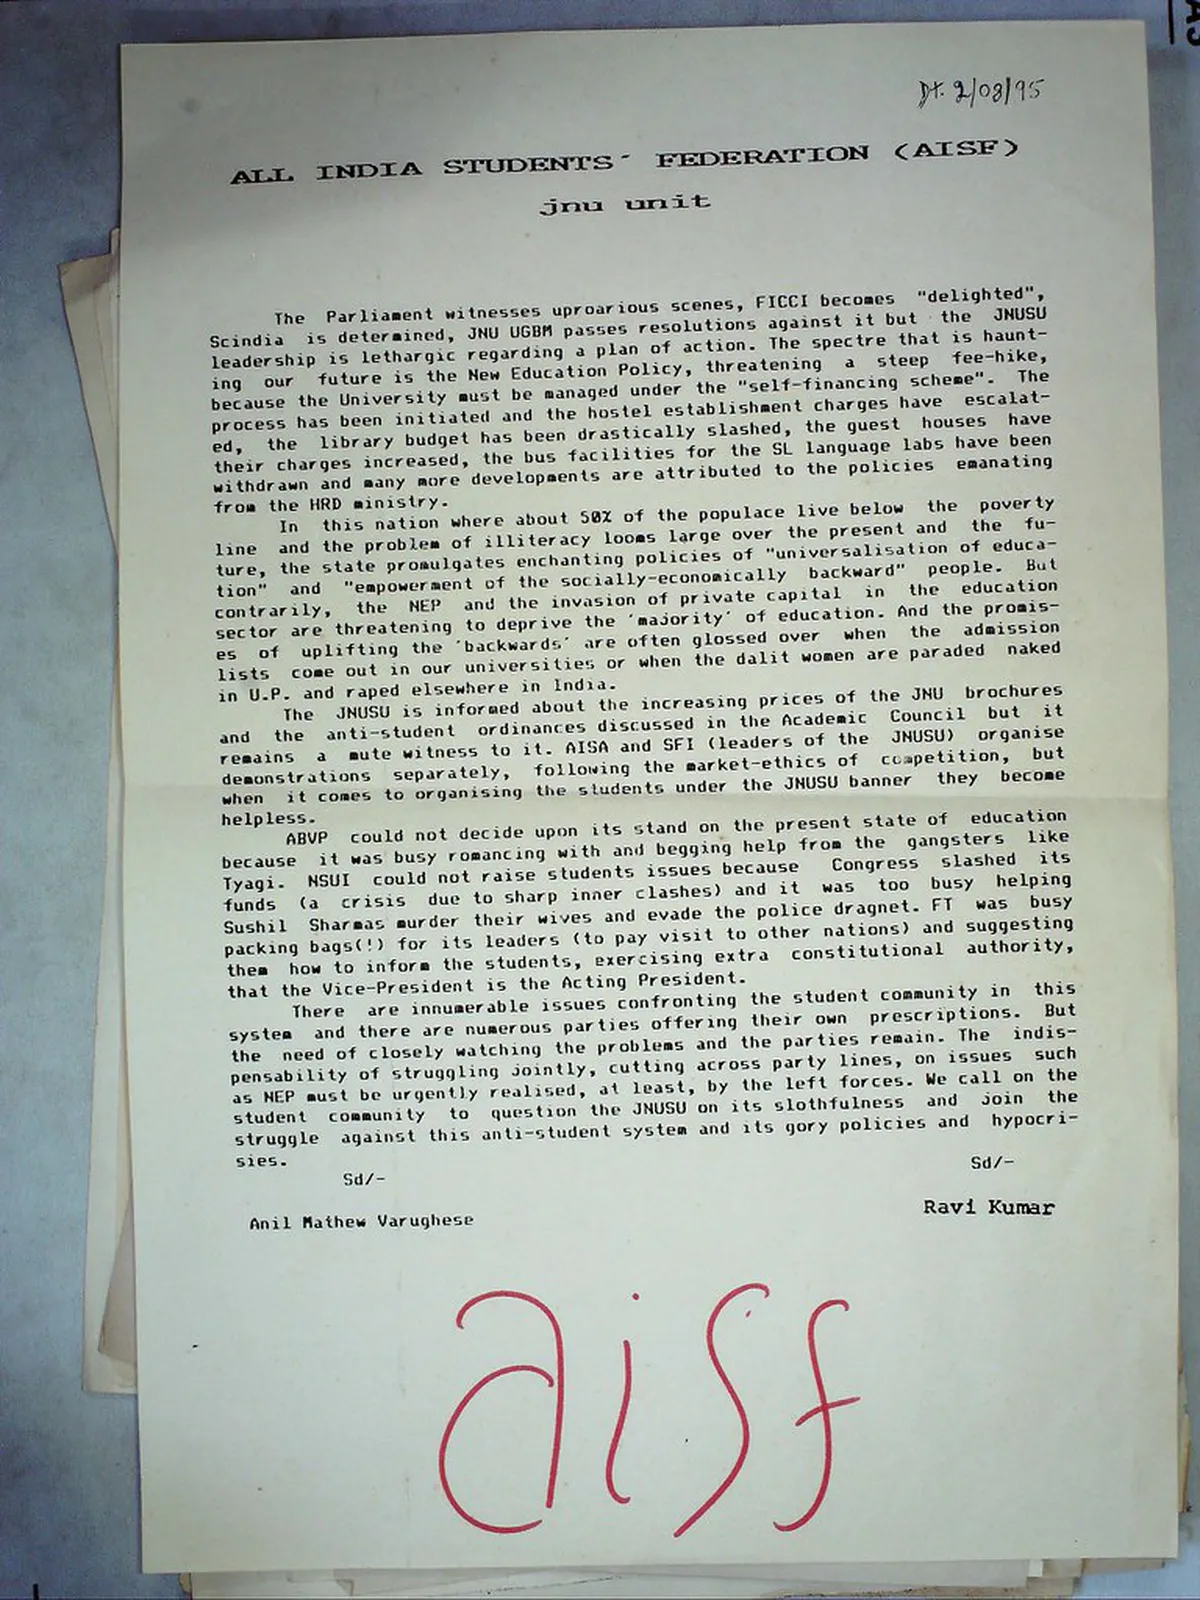 Dt. 2/08/95
ALL INDIA STUDENTS' FEDERATION (AISF)
jnu unit
The Parliament witnesses uproarious scenes, FICCI becomes "delighted",
Scindia is determined, JNU UGBM passes resolutions against it but the JNUSU
leadership is lethargic regarding a plan of action. The spectre that is haunt-
ing our future is the New Education Policy, threatening a steep fee-hike,
because the University must be managed under the "self-financing scheme". The
process has been initiated and the hostel establishment charges have escalat-
ed, the library budget has been drastically slashed, the guest houses have
their charges increased, the bus facilities for the SL language labs have been
withdrawn and many more developments are attributed to the policies emanating
from the HRD ministry.
In this nation where about 50% of the populace live below the poverty
line and the problem of illiteracy looms large over the present and the fu-
ture, the state promulgates enchanting policies of "universalisation of educa-
tion" and "empowerment of the socially-economically backward" people. But
contrarily, the NEP and the invasion of private capital in the education
sector are threatening to deprive the 'majority' of education. And the promis-
es of uplifting the 'backwards' are often glossed over when the admission
lists come out in our universities or when the dalit women are paraded naked
in U.P. and raped elsewhere in India.
The JNUSU is informed about the increasing prices of the JNU brochures
and the anti-student ordinances discussed in the Academic Council but it
remains a mute witness to it. AISA and SFI (leaders of the JNUSU) organise
demonstrations separately, following the market-ethics of competition, but
when it comes to organising the students under the JNUSU banner they become
helpless.
ABVP could not decide upon its stand on the present state of education
because it was busy romancing with and begging help from the gangsters like
Tyagi. NSUI could not raise students issues because Congress slashed its
funds (a crisis due to sharp inner clashes) and it was too busy helping
Sushil Sharmas murder their wives and evade the police dragnet. FT was busy
packing bags(!) for its leaders (to pay visit to other nations) and suggesting
them how to inform the students, exercising extra constitutional authority,
that the Vice-President is the Acting President.
There are innumerable issues confronting the student community in this
system and there are numerous parties offering their own prescriptions. But
the need of closely watching the problems and the parties remain. The indis-
pensability of struggling jointly, cutting across party lines, on issues such
as NEP must be urgently realised, at least, by the left forces. We call on the
student community to question the JNUSU on its slothfulness and join the
struggle against this anti-student system and its gory policies and hypocri-
sies.
Sd/- Sd/-
Anil Mathew Varughese Ravi Kumar
aisf